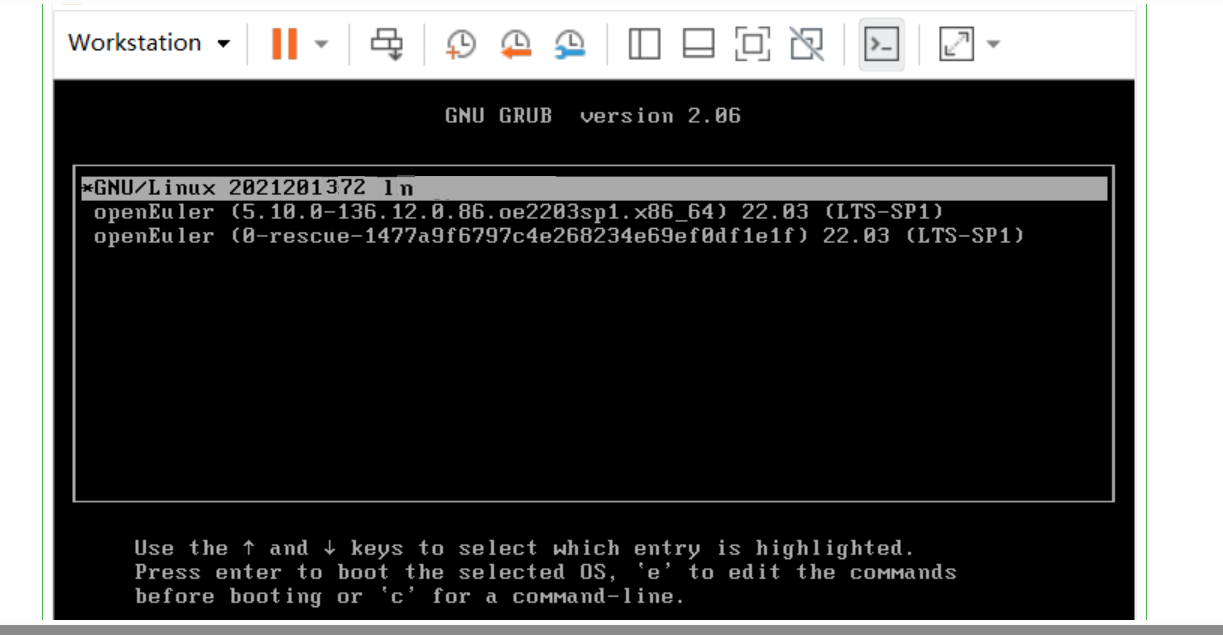 Workstation
GNU GRUB version 2.06
*GNU/Linux 2021201372 ln
openEuler (5.10.0-136.12.0.86.oe2203sp1.x86_64) 22.03 (LTS-SP1)
openEuler (0-rescue-1477a9f6797c4e268234e69ef0df1e1f) 22.03 (LTS-SP1)
Use the ↑ and ↓ keys to select which entry is highlighted.
Press enter to boot the selected OS, `e' to edit the commands
before booting or `c' for a command-line.